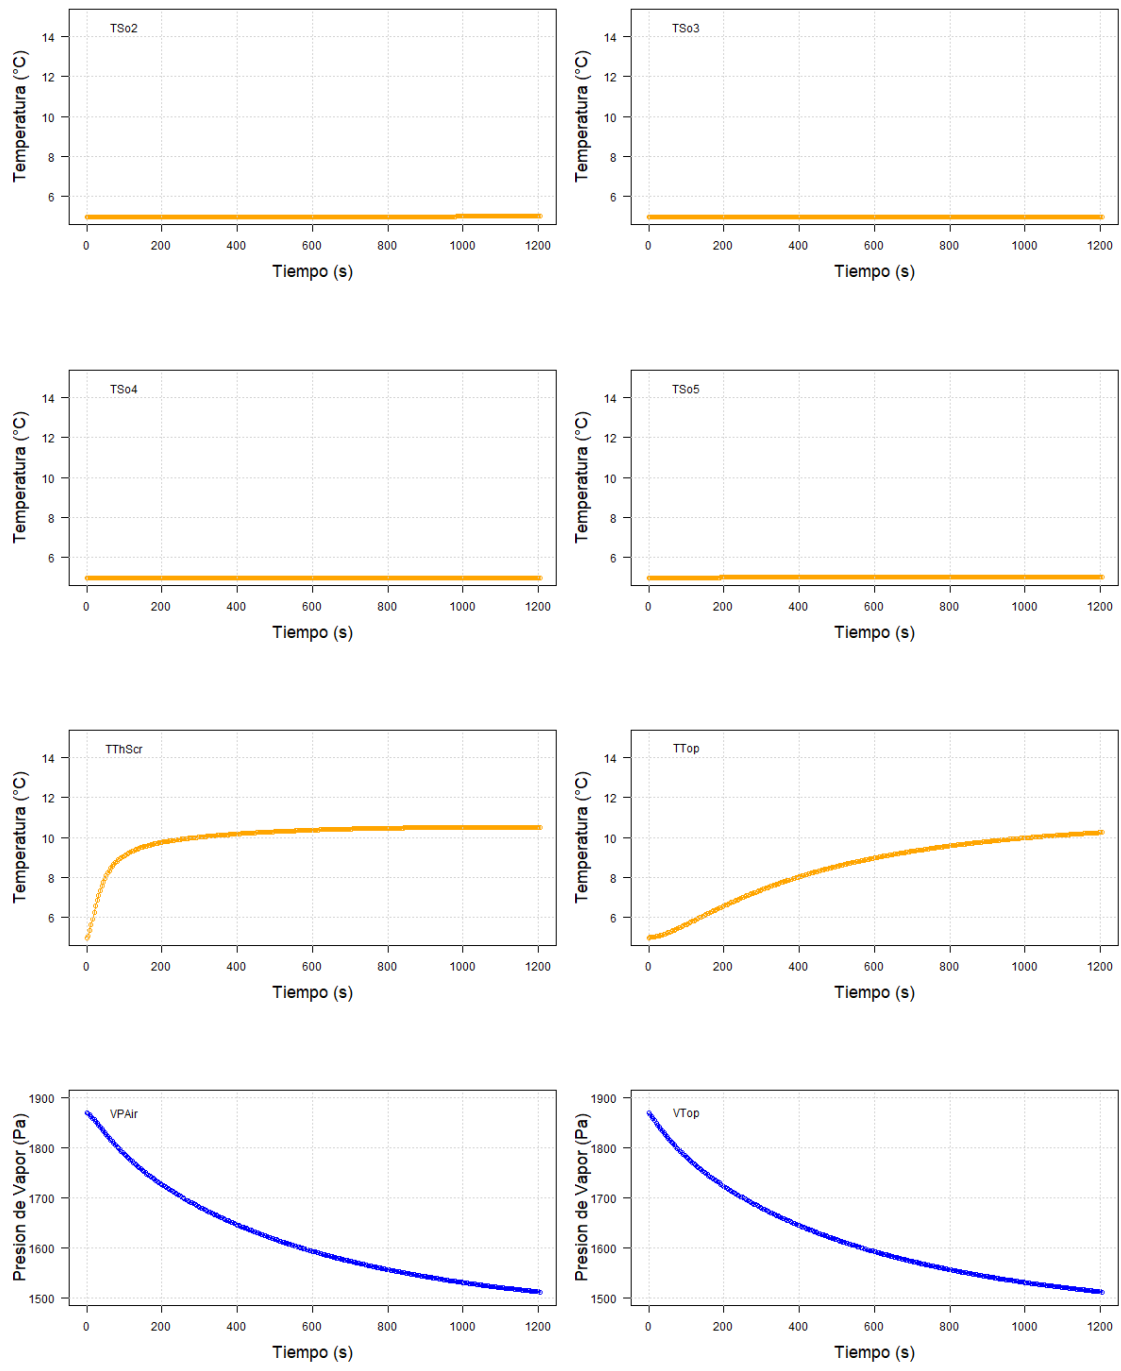 TSo2
Temperatura (°C)
14
12
10
8
6
0 200 400 600 800 1000 1200
Tiempo (s)
TSo3
Temperatura (°C)
14
12
10
8
6
0 200 400 600 800 1000 1200
Tiempo (s)
TSo4
Temperatura (°C)
14
12
10
8
6
0 200 400 600 800 1000 1200
Tiempo (s)
TSo5
Temperatura (°C)
14
12
10
8
6
0 200 400 600 800 1000 1200
Tiempo (s)
TThScr
Temperatura (°C)
14
12
10
8
6
0 200 400 600 800 1000 1200
Tiempo (s)
TTop
Temperatura (°C)
14
12
10
8
6
0 200 400 600 800 1000 1200
Tiempo (s)
VPAir
Presion de Vapor (Pa)
1900
1800
1700
1600
1500
0 200 400 600 800 1000 1200
Tiempo (s)
VTop
Presion de Vapor (Pa)
1900
1800
1700
1600
1500
0 200 400 600 800 1000 1200
Tiempo (s)